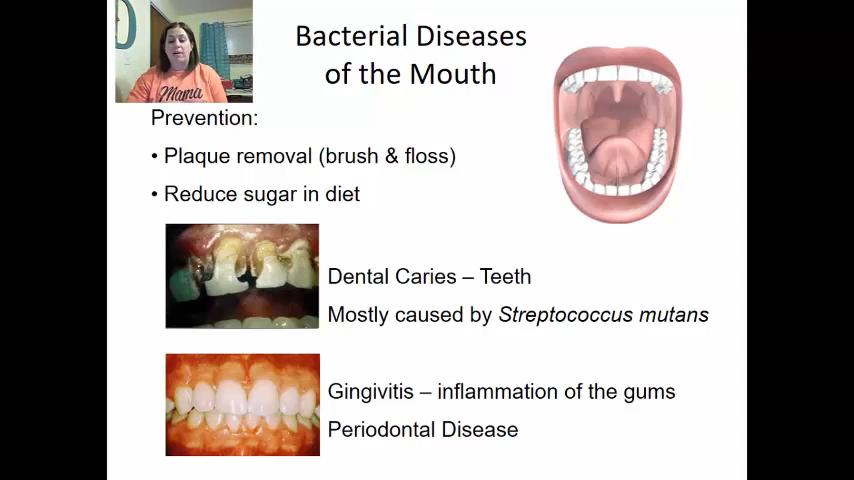 Mama
Bacterial Diseases
of the Mouth
Prevention:
• Plaque removal (brush & floss)
• Reduce sugar in diet
Dental Caries – Teeth
Mostly caused by Streptococcus mutans
Gingivitis – inflammation of the gums
Periodontal Disease